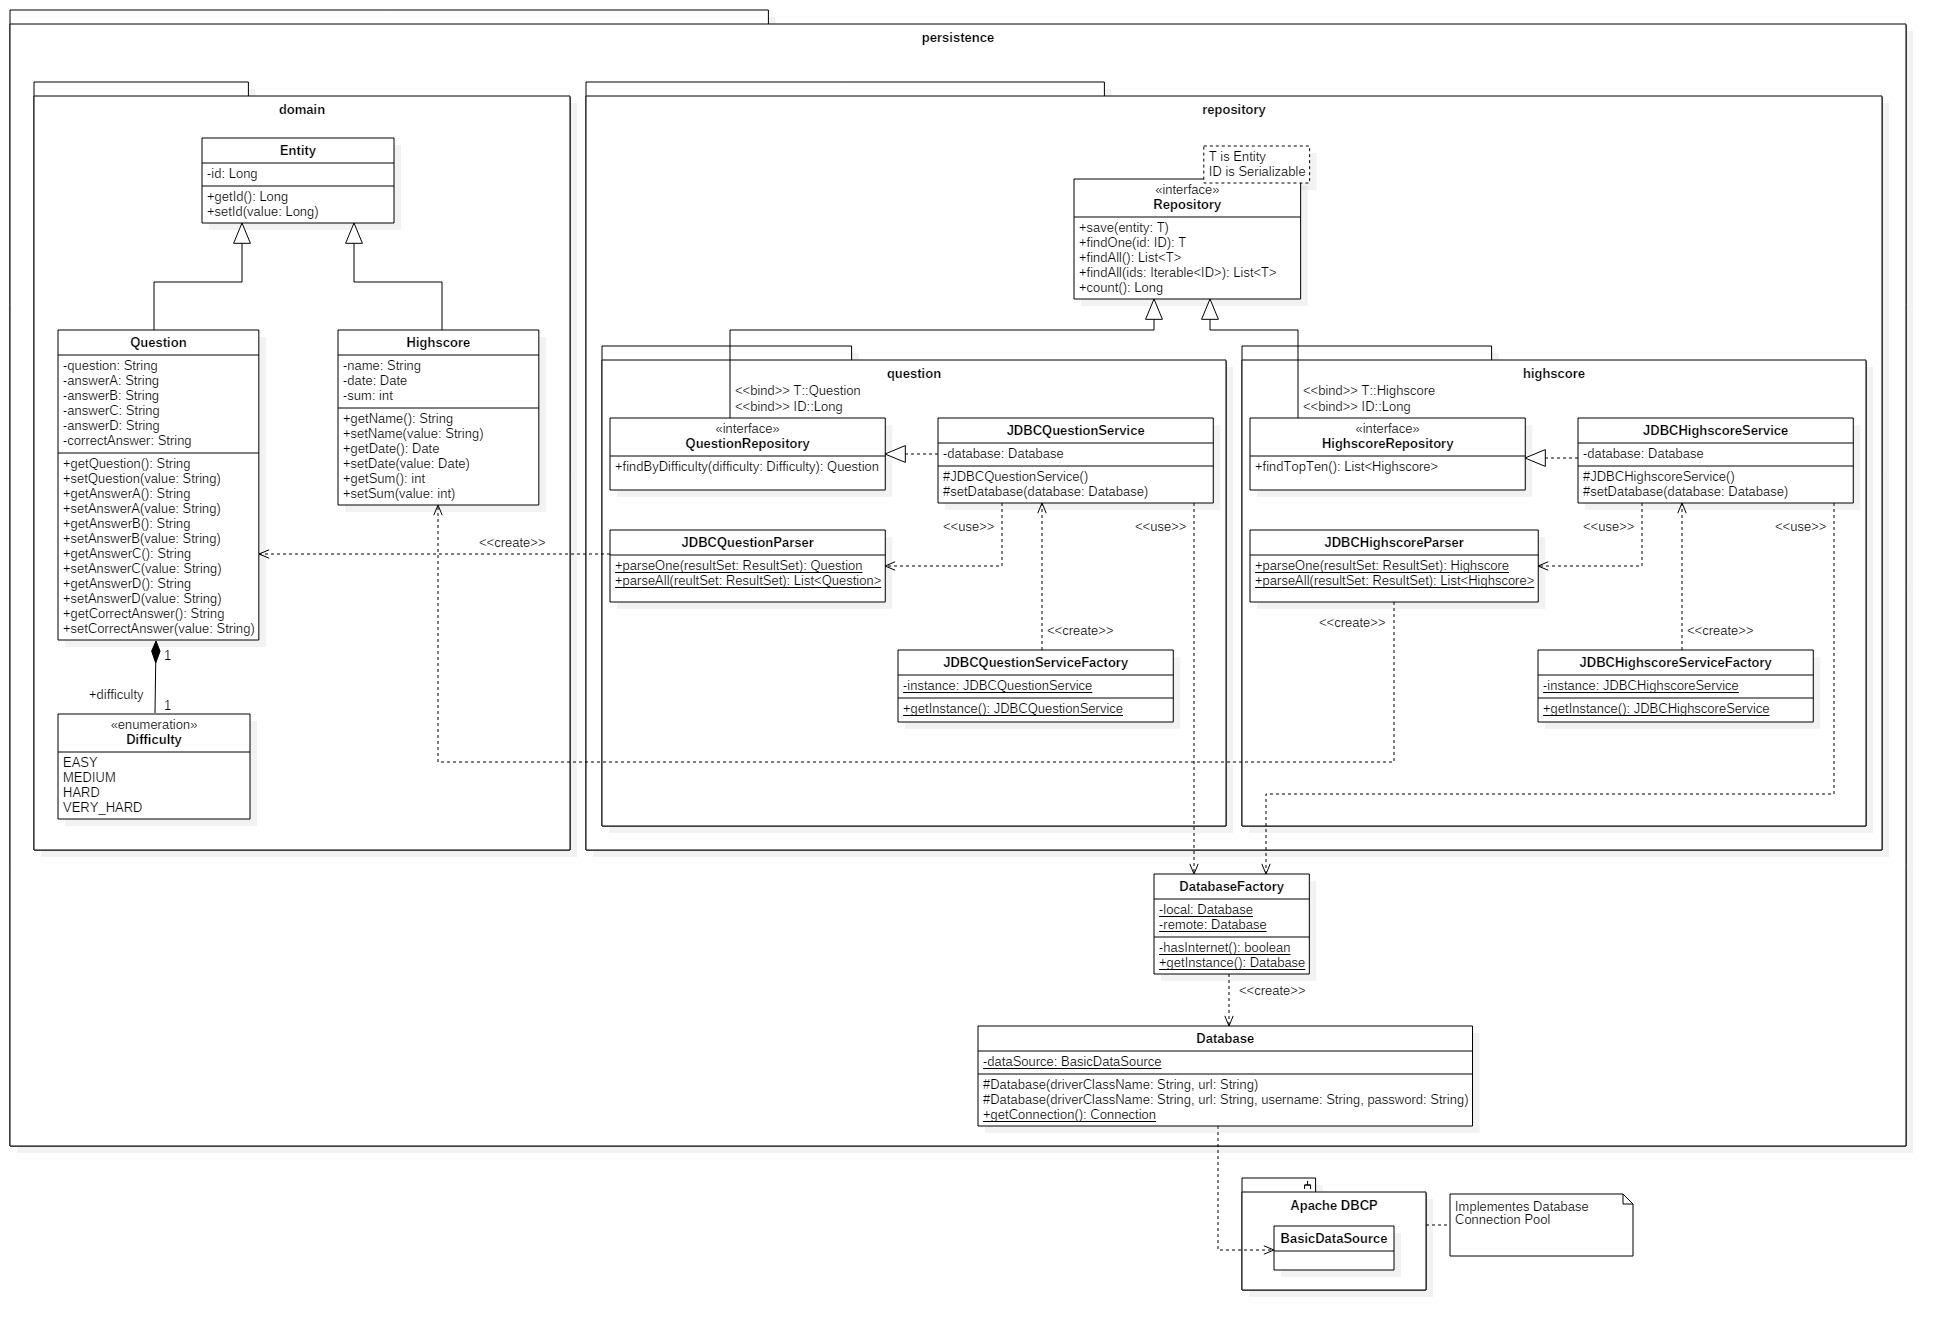 persistence
domain
Entity
-id: Long
+getId(): Long
+setId(value: Long)
Question
-question: String
-answerA: String
-answerB: String
-answerC: String
-answerD: String
-correctAnswer: String
+getQuestion(): String
+setQuestion(value: String)
+getAnswerA(): String
+setAnswerA(value: String)
+getAnswerB(): String
+setAnswerB(value: String)
+getAnswerC(): String
+setAnswerC(value: String)
+getAnswerD(): String
+setAnswerD(value: String)
+getCorrectAnswer(): String
+setCorrectAnswer(value: String)
Highscore
-name: String
-date: Date
-sum: int
+getName(): String
+setName(value: String)
+getDate(): Date
+setDate(value: Date)
+getSum(): int
+setSum(value: int)
1
+difficulty
1
«enumeration»
Difficulty
EASY
MEDIUM
HARD
VERY_HARD
<<create>>
repository
T is Entity
ID is Serializable
«interface»
Repository
+save(entity: T)
+findOne(id: ID): T
+findAll(): List<T>
+findAll(ids: Iterable<ID>): List<T>
+count(): Long
question
<<bind>> T::Question
<<bind>> ID::Long
«interface»
QuestionRepository
+findByDifficulty(difficulty: Difficulty): Question
JDBCQuestionService
-database: Database
#JDBCQuestionService()
#setDatabase(database: Database)
<<use>>
<<use>>
JDBCQuestionParser
+parseOne(resultSet: ResultSet): Question
+parseAll(reultSet: ResultSet): List<Question>
<<create>>
JDBCQuestionServiceFactory
-instance: JDBCQuestionService
+getInstance(): JDBCQuestionService
highscore
<<bind>> T::Highscore
<<bind>> ID::Long
«interface»
HighscoreRepository
+findTopTen(): List<Highscore>
JDBCHighscoreService
-database: Database
#JDBCHighscoreService()
#setDatabase(database: Database)
<<use>>
<<use>>
JDBCHighscoreParser
+parseOne(resultSet: ResultSet): Highscore
+parseAll(resultSet: ResultSet): List<Highscore>
<<create>>
<<create>>
JDBCHighscoreServiceFactory
-instance: JDBCHighscoreService
+getInstance(): JDBCHighscoreService
DatabaseFactory
-local: Database
-remote: Database
-hasInternet(): boolean
+getInstance(): Database
<<create>>
Database
-dataSource: BasicDataSource
#Database(driverClassName: String, url: String)
#Database(driverClassName: String, url: String, username: String, password: String)
+getConnection(): Connection
Apache DBCP
BasicDataSource
Implementes Database
Connection Pool